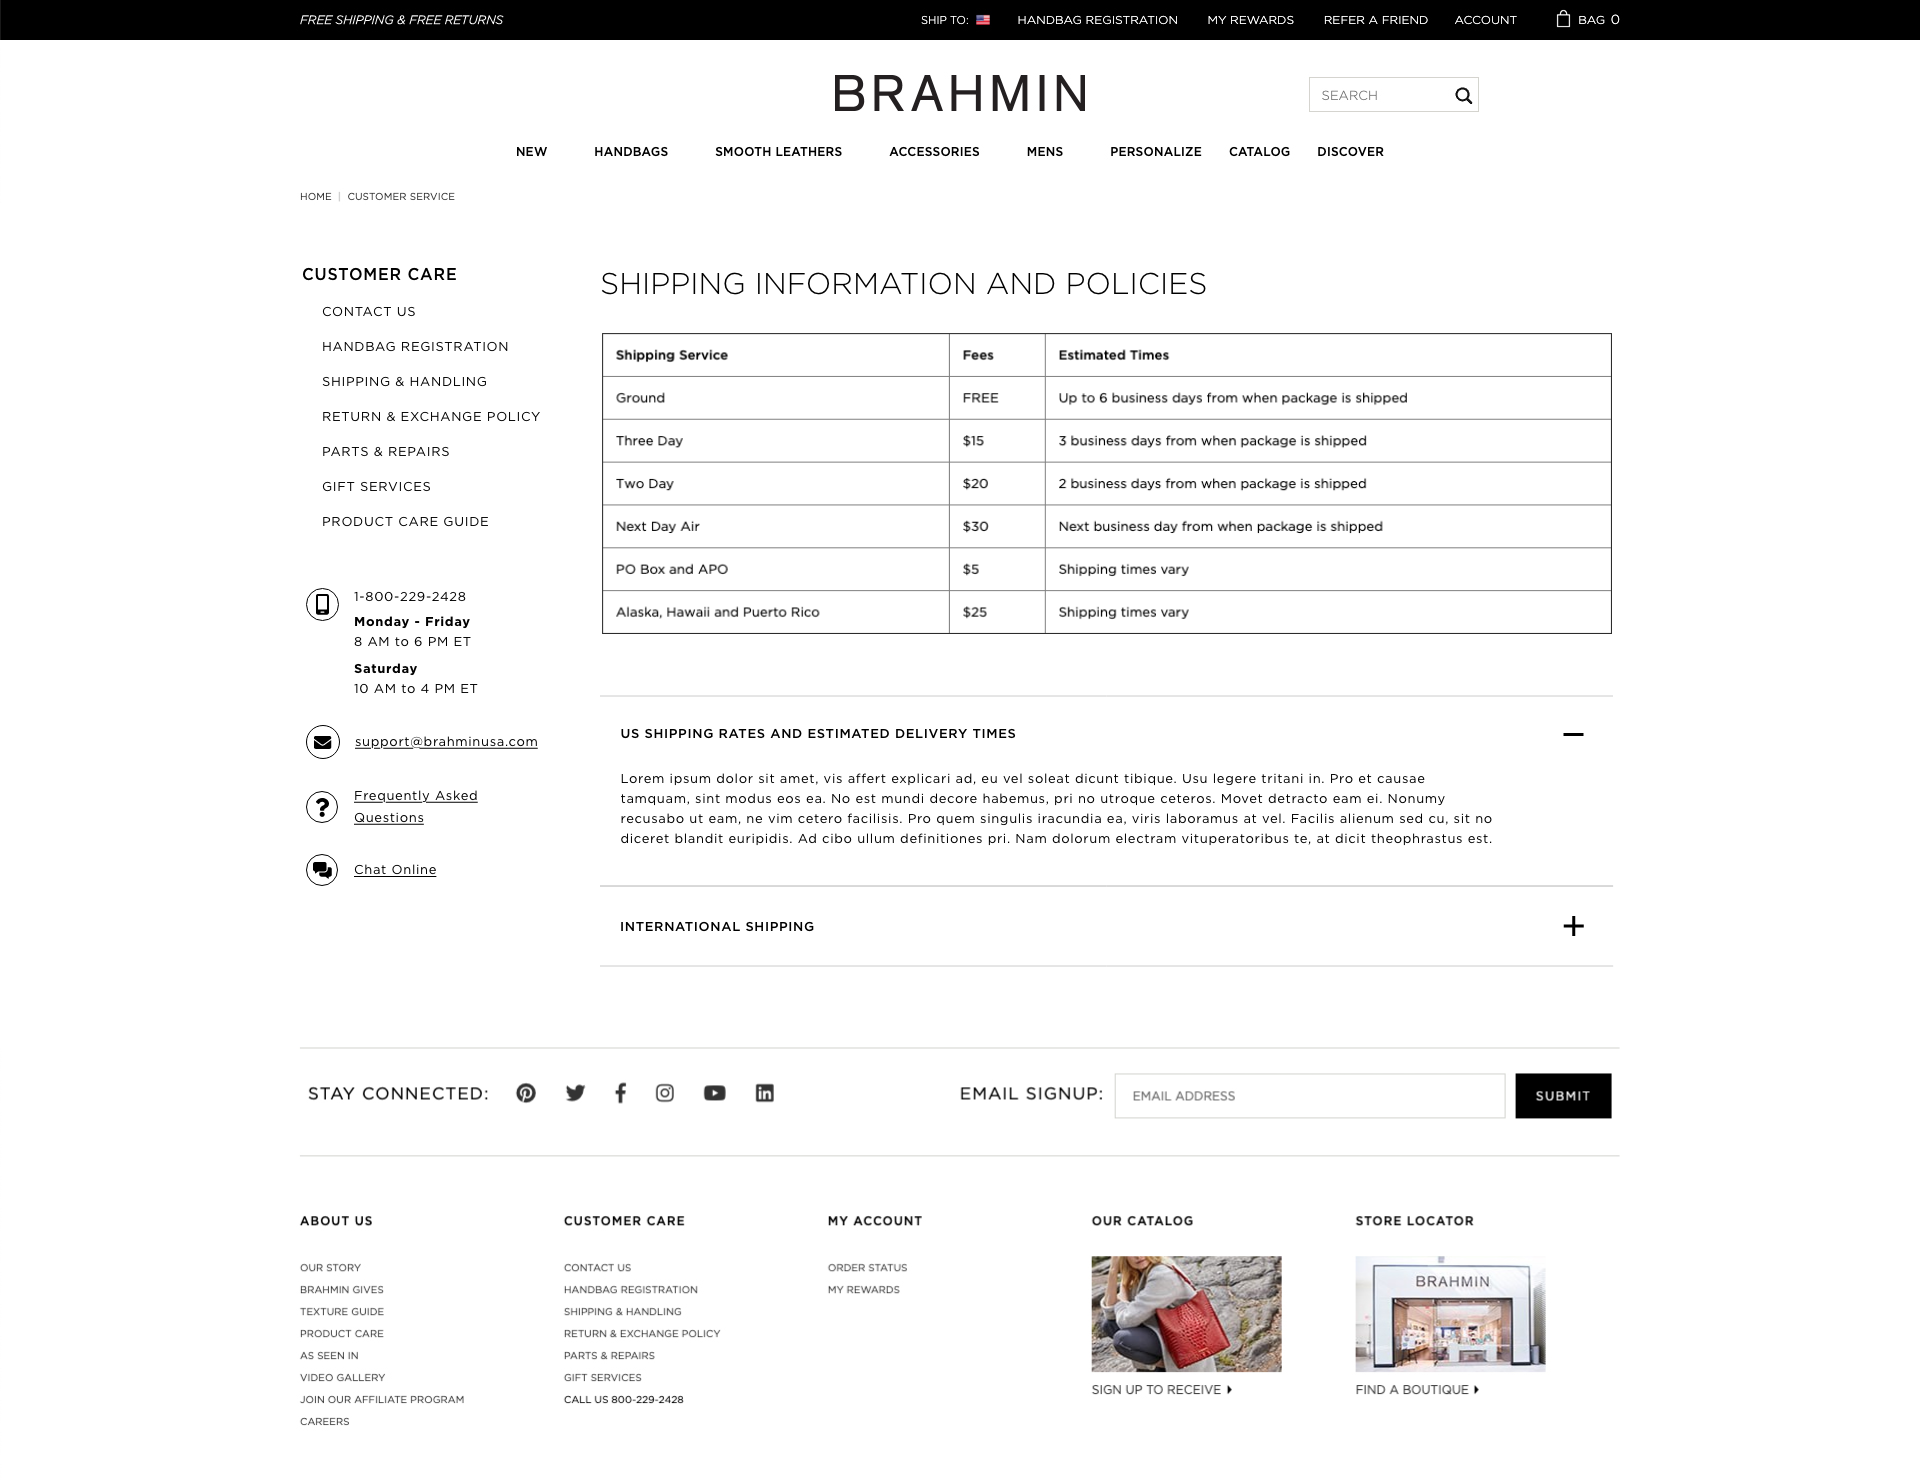 FREE SHIPPING & FREE RETURNS
SHIP TO: HANDBAG REGISTRATION MY REWARDS REFER A FRIEND ACCOUNT BAG 0
BRAHMIN
SEARCH
NEW HANDBAGS SMOOTH LEATHERS ACCESSORIES MENS PERSONALIZE CATALOG DISCOVER
HOME | CUSTOMER SERVICE
CUSTOMER CARE
CONTACT US
HANDBAG REGISTRATION
SHIPPING & HANDLING
RETURN & EXCHANGE POLICY
PARTS & REPAIRS
GIFT SERVICES
PRODUCT CARE GUIDE
1-800-229-2428
Monday - Friday
8 AM to 6 PM ET
Saturday
10 AM to 4 PM ET
support@brahminusa.com
Frequently Asked
Questions
Chat Online
SHIPPING INFORMATION AND POLICIES
Shipping Service Fees Estimated Times
Ground FREE Up to 6 business days from when package is shipped
Three Day $15 3 business days from when package is shipped
Two Day $20 2 business days from when package is shipped
Next Day Air $30 Next business day from when package is shipped
PO Box and APO $5 Shipping times vary
Alaska, Hawaii and Puerto Rico $25 Shipping times vary
US SHIPPING RATES AND ESTIMATED DELIVERY TIMES
Lorem ipsum dolor sit amet, vis affert explicari ad, eu vel soleat dicunt tibique. Usu legere tritani in. Pro et causae
tamquam, sint modus eos ea. No est mundi decore habemus, pri no utroque ceteros. Movet detracto eam ei. Nonumy
recusabo ut eam, ne vim cetero facilisis. Pro quem singulis iracundia ea, viris laboramus at vel. Facilis alienum sed cu, sit no
diceret blandit euripidis. Ad cibo ullum definitiones pri. Nam dolorum electram vituperatoribus te, at dicit theophrastus est.
INTERNATIONAL SHIPPING
STAY CONNECTED:
EMAIL SIGNUP: EMAIL ADDRESS SUBMIT
ABOUT US
OUR STORY
BRAHMIN GIVES
TEXTURE GUIDE
PRODUCT CARE
AS SEEN IN
VIDEO GALLERY
JOIN OUR AFFILIATE PROGRAM
CAREERS
CUSTOMER CARE
CONTACT US
HANDBAG REGISTRATION
SHIPPING & HANDLING
RETURN & EXCHANGE POLICY
PARTS & REPAIRS
GIFT SERVICES
CALL US 800-229-2428
MY ACCOUNT
ORDER STATUS
MY REWARDS
OUR CATALOG
SIGN UP TO RECEIVE
STORE LOCATOR
BRAHMIN
FIND A BOUTIQUE